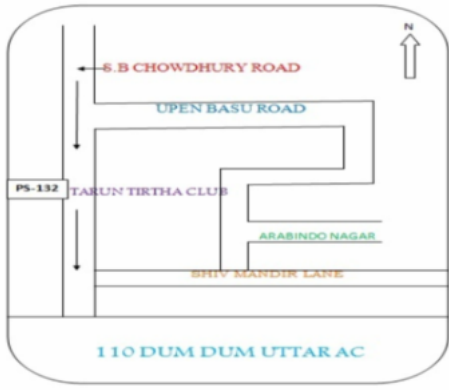 N
S.B CHOWDHURY ROAD
UPEN BASU ROAD
PS-132
TARUN TIRTHA CLUB
ARABINDO NAGAR
SHIV MANDIR LANE
110 DUM DUM UTTAR AC